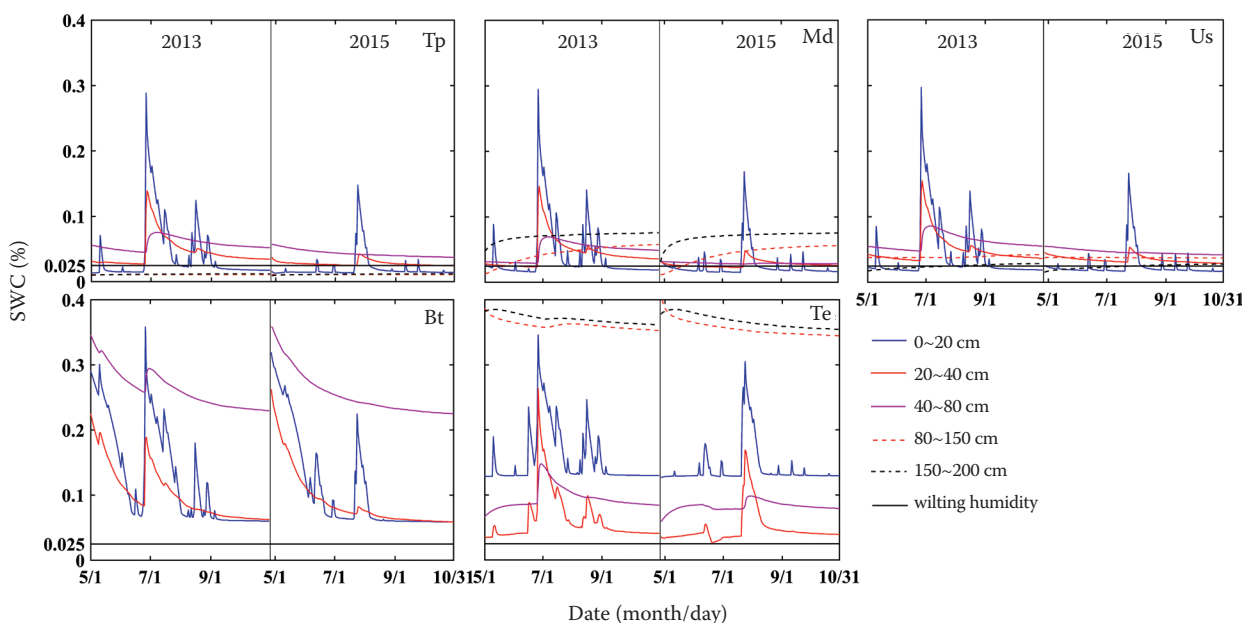 0.4
0.3
0.2
0.1
0.025
0
2013
2015
Tp
2013
2015
Md
2013
2015
Us
5/1 7/1 9/1 5/1 7/1 9/1 10/31
SWC (%)
0.4
0.3
0.2
0.1
0.025
0
Bt
Te
5/1 7/1 9/1 5/1 7/1 9/1 10/31
5/1 7/1 9/1 5/1 7/1 9/1 10/31
0~20 cm
20~40 cm
40~80 cm
80~150 cm
150~200 cm
wilting humidity
Date (month/day)